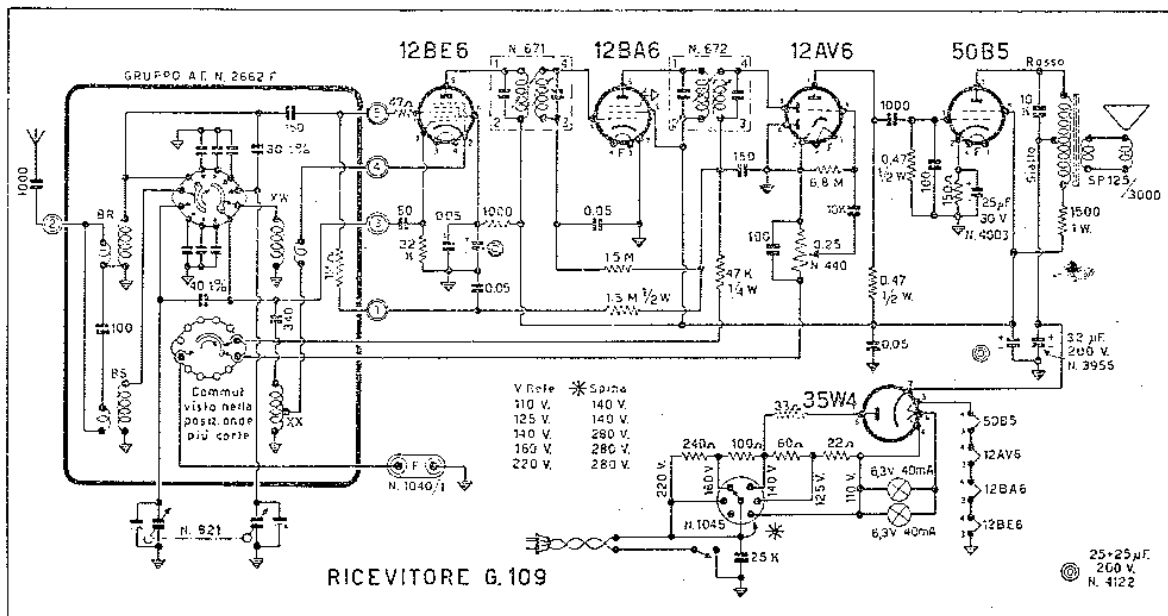 12BE6
N. 671
12BA6
N. 672
12AV6
50B5
GRUPPO A.F. N. 2662 F
Rosso
Giallo
SP125/3000
1000
150
30 1%
47Ω
1000
0.47
1/2 W
100
150Ω
25 µF
30 V
N. 4003
1500
1 W.
BR
XW
50
0.05
1000
0.05
150
6,8 M
10K
22
K
0.05
100
0.25
N 440
1.5 M
47 K
1/4 W
1.5 M 1/2 W
0.47
1/2 W.
40 1%
340
100
BS
XX
Commut
visto nella
posiz. onde
più corte
0.05
32 µF.
200 V.
N. 3955
V Rete
Spina
110 V.
140 V.
125 V.
140 V.
140 V.
280 V.
160 V.
280 V.
220 V.
280 V.
35W4
33Ω
240Ω
100Ω
60Ω
22Ω
220 V.
160 V
140 V.
125 V.
110 V.
6,3V 40mA
6,3V 40mA
50B5
12AV6
12BA6
12BE6
F
N. 1040/1
N. 821
N.1045
25 K
RICEVITORE G.109
25+25 µF.
200 V.
N. 4122